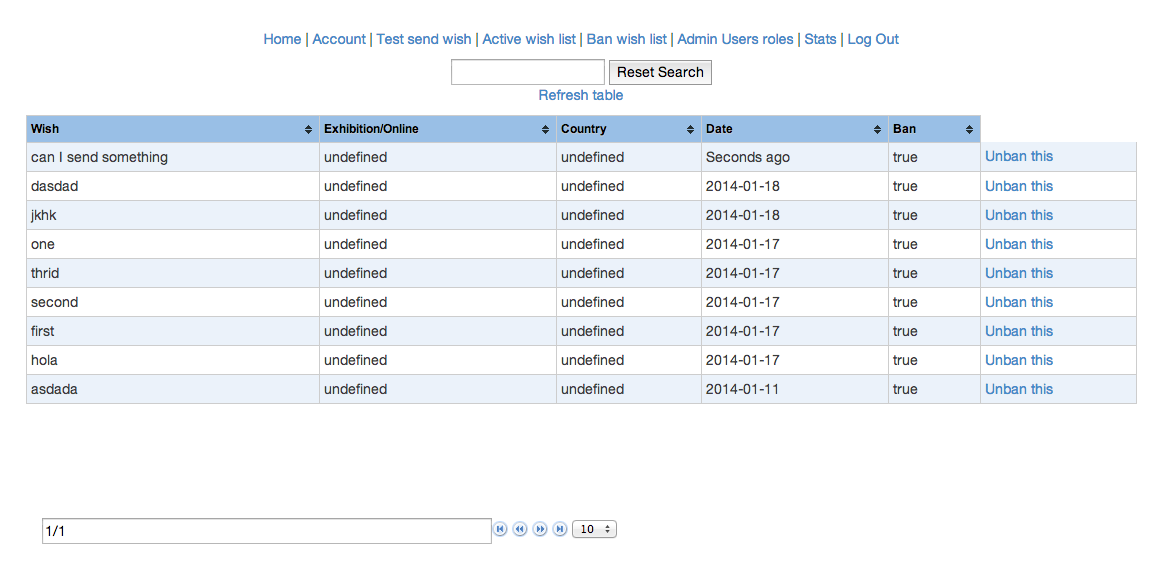 Home | Account | Test send wish | Active wish list | Ban wish list | Admin Users roles | Stats | Log Out
Reset Search
Refresh table
Wish Exhibition/Online Country Date Ban
can I send something undefined undefined Seconds ago true Unban this
dasdad undefined undefined 2014-01-18 true Unban this
jkhk undefined undefined 2014-01-18 true Unban this
one undefined undefined 2014-01-17 true Unban this
thrid undefined undefined 2014-01-17 true Unban this
second undefined undefined 2014-01-17 true Unban this
first undefined undefined 2014-01-17 true Unban this
hola undefined undefined 2014-01-17 true Unban this
asdada undefined undefined 2014-01-11 true Unban this
1/1 10